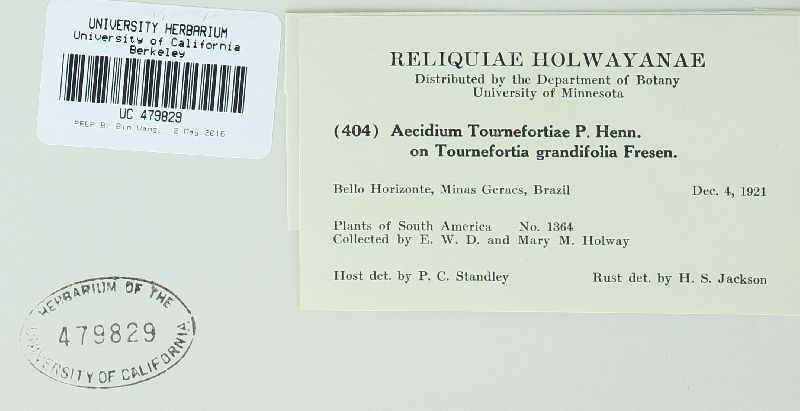 UNIVERSITY HERBARIUM
University of California
Berkeley
UC 479829
PREP BY Bin Wang , 2 May 2016
RELIQUIAE HOLWAYANAE
Distributed by the Department of Botany
University of Minnesota
(404) Aecidium Tournefortiae P. Henn.
on Tournefortia grandifolia Fresen.
Bello Horizonte, Minas Geraes, Brazil Dec. 4, 1921
Plants of South America No. 1364
Collected by E. W. D. and Mary M. Holway
Host det. by P. C. Standley Rust det. by H. S. Jackson
HERBARIUM OF THE
479829
UNIVERSITY OF CALIFORNIA